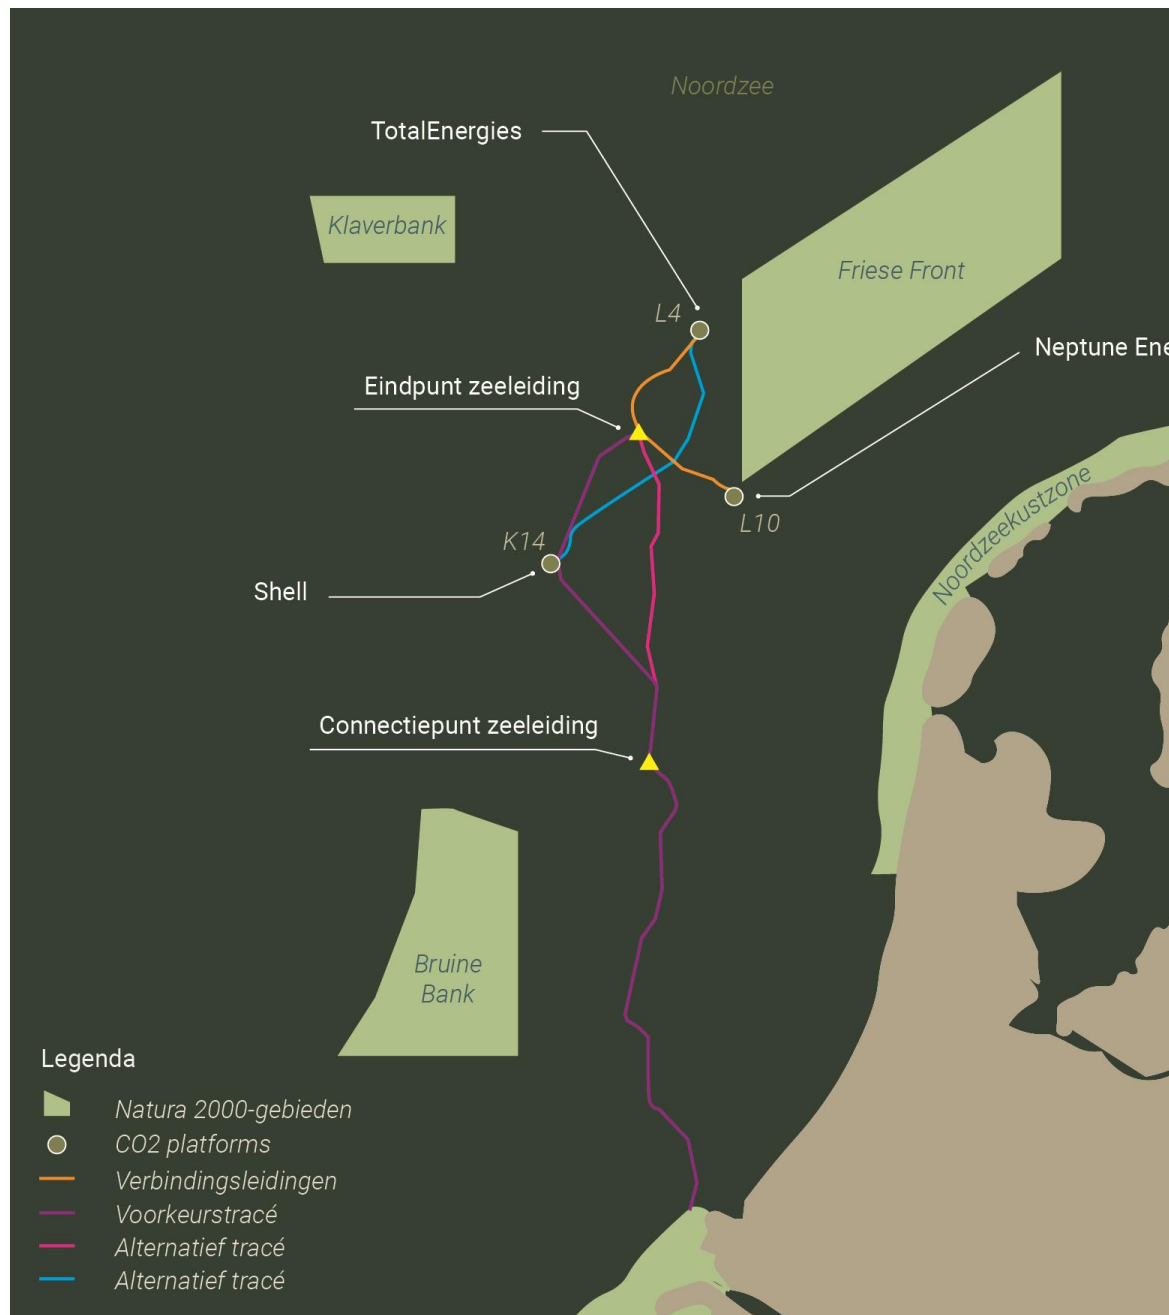 Noordzee
TotalEnergies
Klaverbank
Friese Front
L4
Neptune Ene
Eindpunt zeeleiding
Noordzeekustzone
L10
K14
Shell
Connectiepunt zeeleiding
Bruine
Bank
Legenda
Natura 2000-gebieden
CO2 platforms
Verbindingsleidingen
Voorkeurstracé
Alternatief tracé
Alternatief tracé